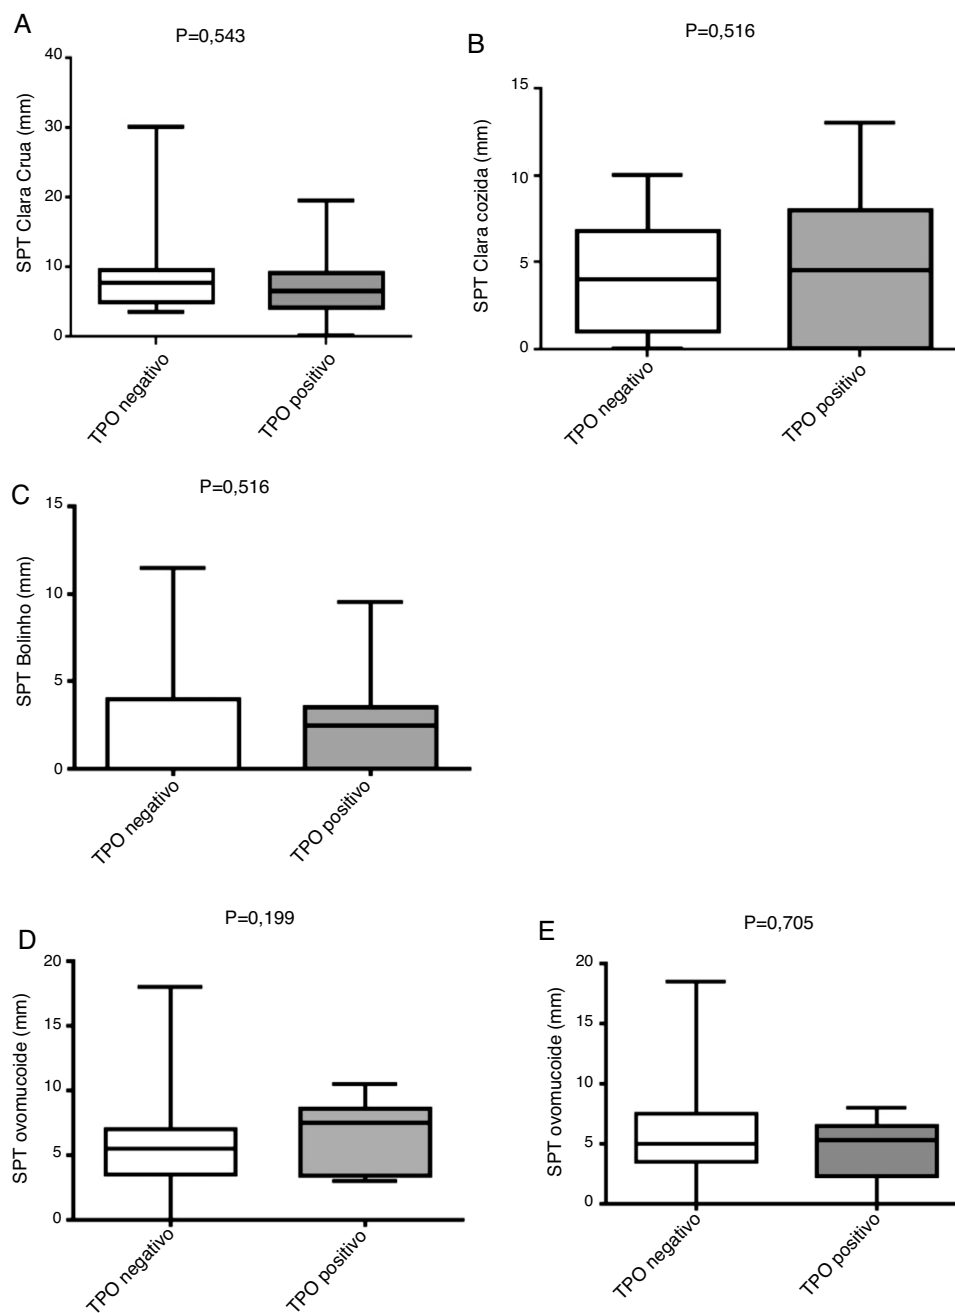 A
P=0,543
SPT Clara Crua (mm)
40
30
20
10
0
TPO negativo
TPO positivo
B
P=0,516
SPT Clara cozida (mm)
15
10
5
0
TPO negativo
TPO positivo
C
P=0,516
SPT Bolinho (mm)
15
10
5
0
TPO negativo
TPO positivo
D
P=0,199
SPT ovomucoide (mm)
20
15
10
5
0
TPO negativo
TPO positivo
E
P=0,705
SPT ovomucoide (mm)
20
15
10
5
0
TPO negativo
TPO positivo